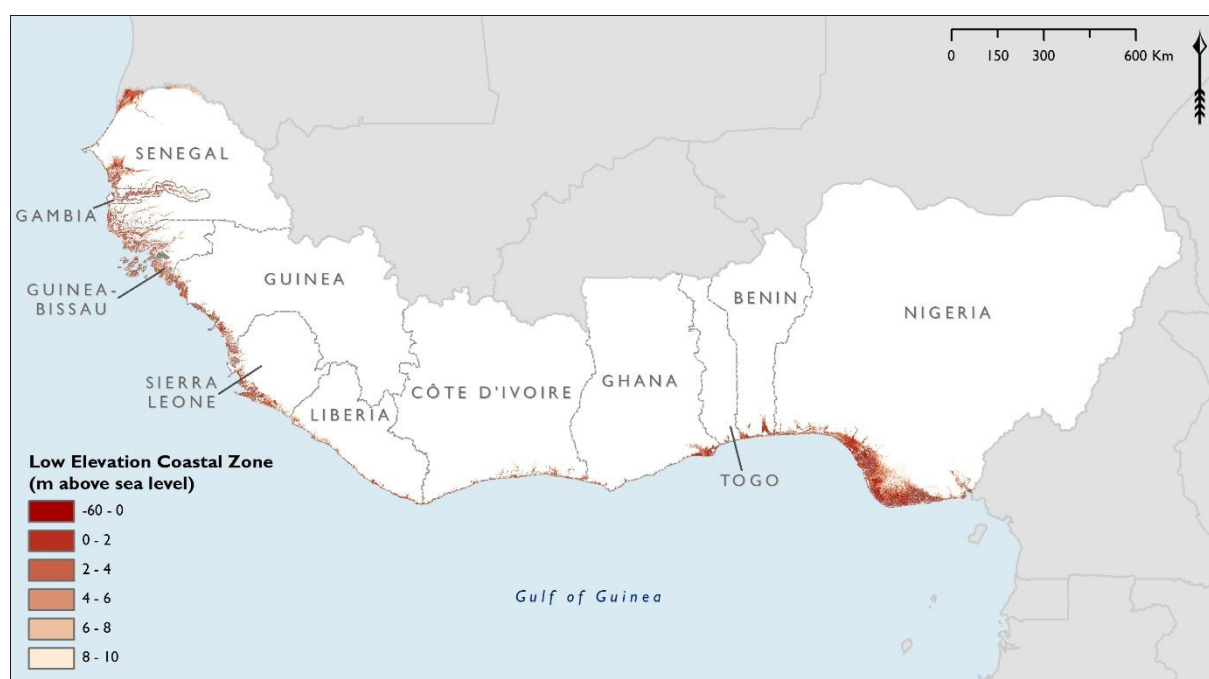 0 150 300 600 Km
SENEGAL
GAMBIA
GUINEA-
BISSAU
GUINEA
SIERRA
LEONE
LIBERIA
CÔTE D'IVOIRE
GHANA
TOGO
BENIN
NIGERIA
Gulf of Guinea
Low Elevation Coastal Zone
(m above sea level)
-60 - 0
0 - 2
2 - 4
4 - 6
6 - 8
8 - 10